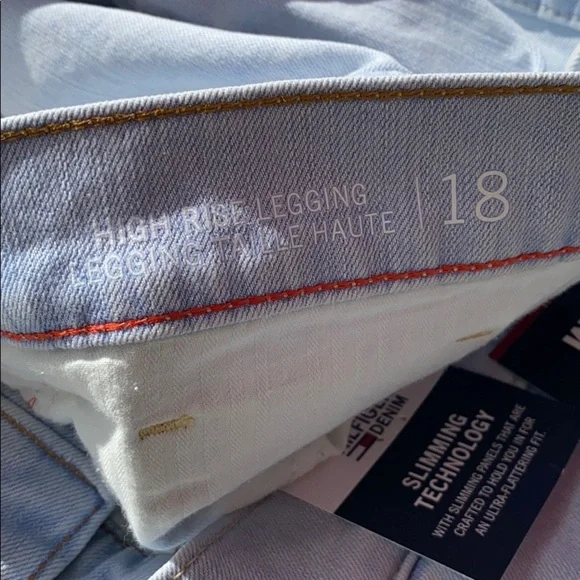 HIGH RISE LEGGING
LEGGING TAILLE HAUTE
18
HILFIGER
DENIM
SLIMMING
TECHNOLOGY
WITH SLIMMING PANELS THAT ARE
CRAFTED TO HOLD YOU IN FOR
AN ULTRA-FLATTERING FIT.